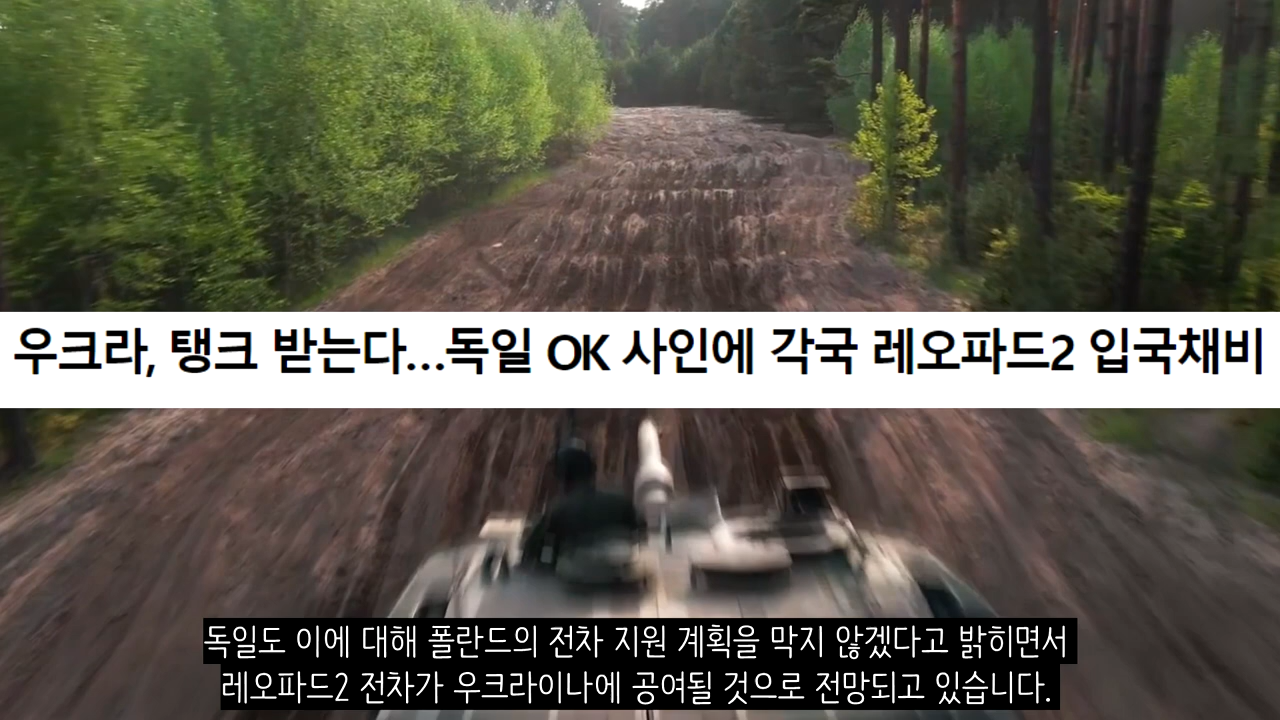 우크라, 탱크 받는다...독일 OK 사인에 각국 레오파드2 입국채비
독일도 이에 대해 폴란드의 전차 지원 계획을 막지 않겠다고 밝히면서
레오파드2 전차가 우크라이나에 공여될 것으로 전망되고 있습니다.